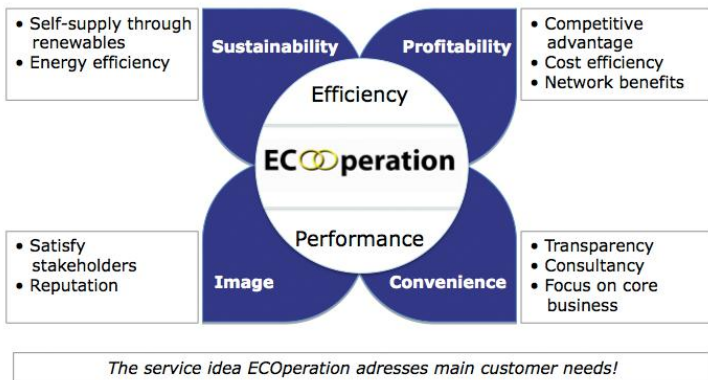 • Self-supply through
renewables
• Energy efficiency
Sustainability
Profitability
• Competitive
advantage
• Cost efficiency
• Network benefits
Efficiency
ECOOperation
Performance
• Satisfy
stakeholders
• Reputation
Image
Convenience
• Transparency
• Consultancy
• Focus on core
business
The service idea ECOperation adresses main customer needs!